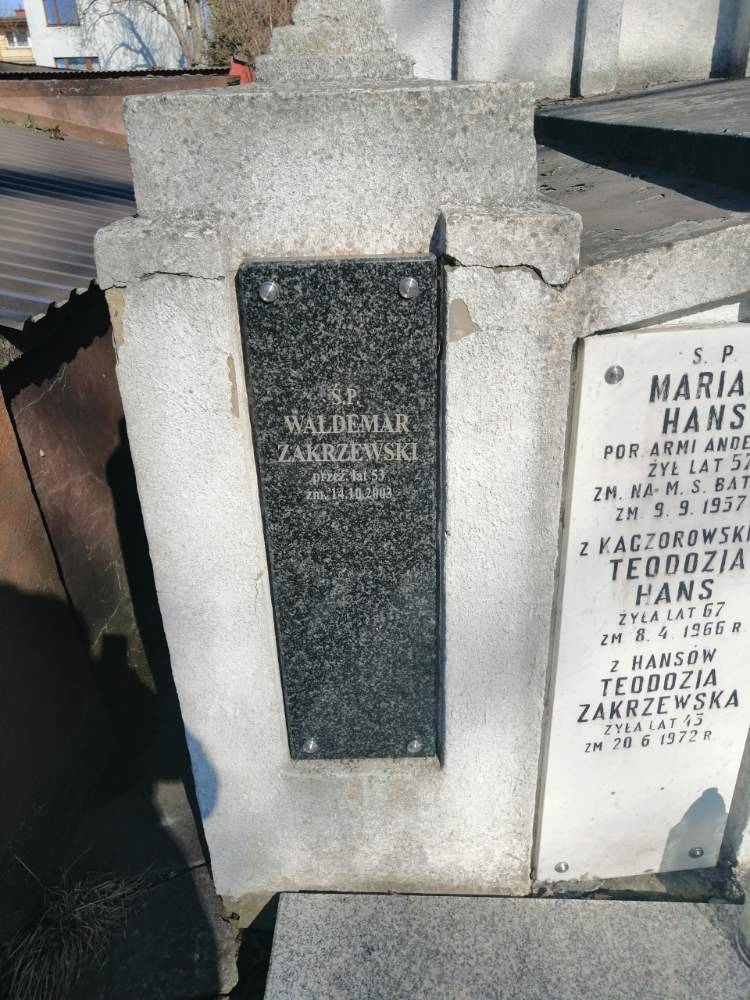 Ś.P.
WALDEMAR
ZAKRZEWSKI
przeż. lat 53
zm. 14.10.2003
S. P.
MARIA
HANS
POR. ARMI ANDE
ŻYŁ LAT 57
ZM. NA M. S. BAT
ZM 9. 9. 1957
Z KACZOROWSKI
TEODOZJA
HANS
ŻYŁA LAT 67
ZM 8. 4. 1966 R.
Z HANSÓW
TEODOZJA
ZAKRZEWSKA
ŻYŁA LAT 43
ZM 20 6 1972 R